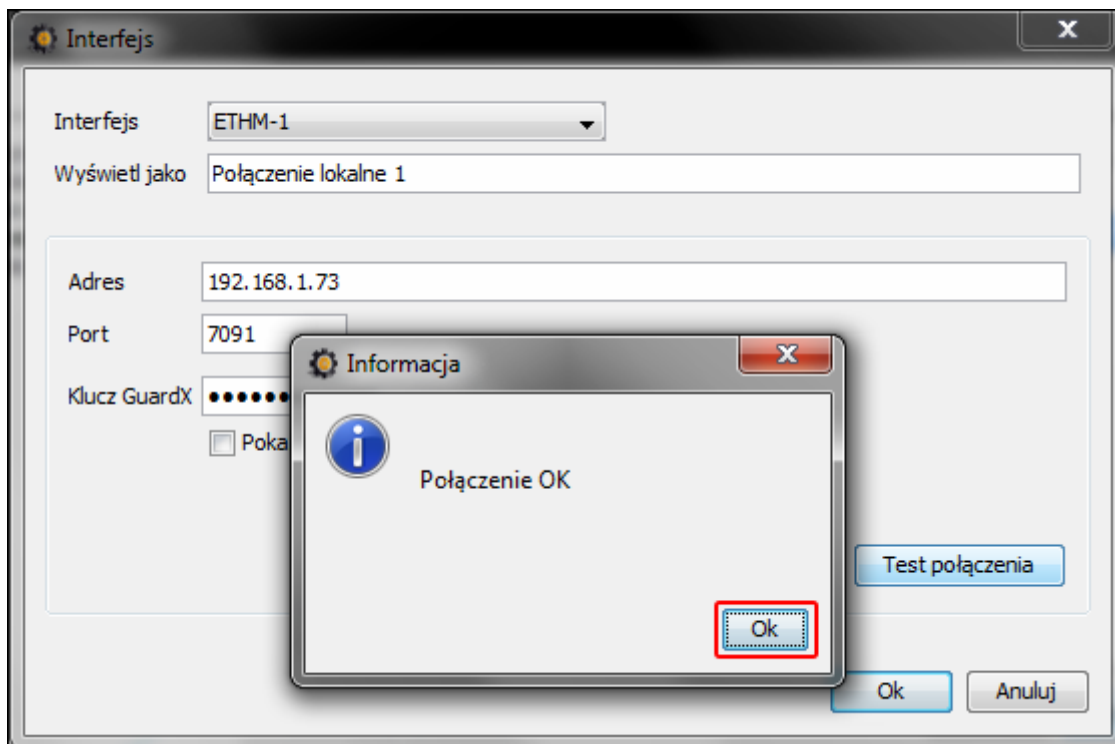 Interfejs
Interfejs ETHM-1
Wyświetl jako Połączenie lokalne 1
Adres 192.168.1.73
Port 7091
Klucz GuardX ••••••
Informacja
Połączenie OK
Ok
Test połączenia
Ok Anuluj